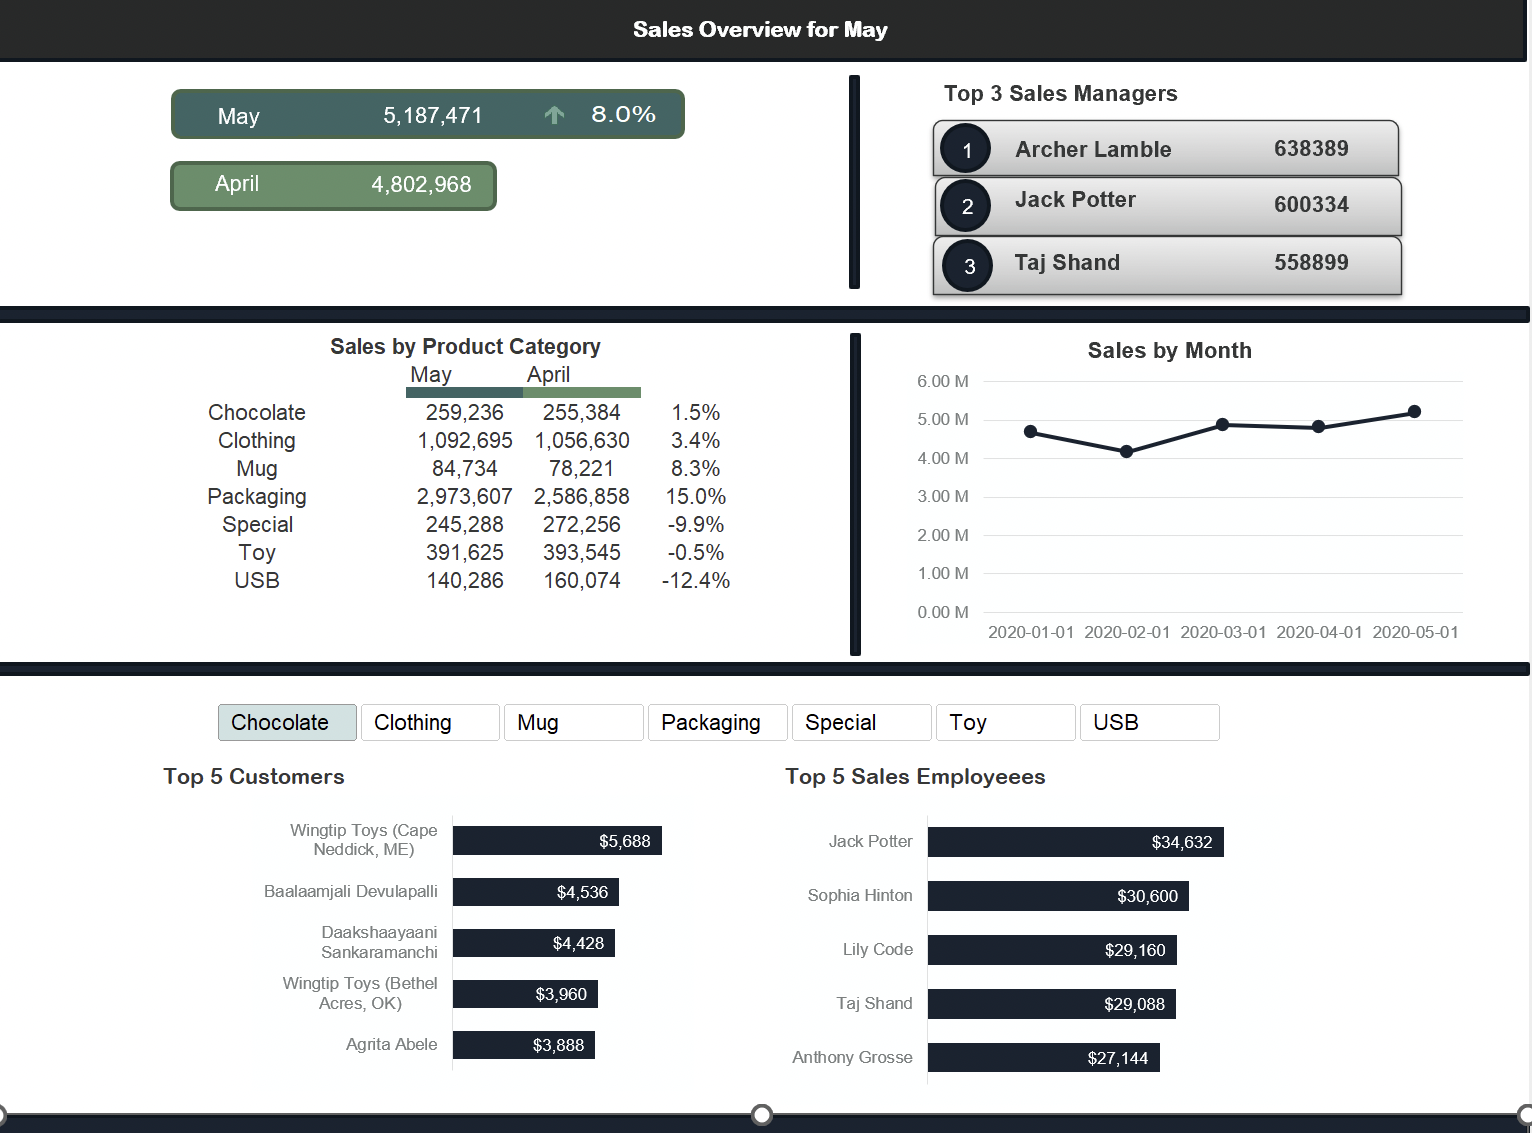 Sales Overview for May
May 5,187,471 8.0%
April 4,802,968
Top 3 Sales Managers
1 Archer Lamble 638389
2 Jack Potter 600334
3 Taj Shand 558899
Sales by Product Category
May April
Chocolate 259,236 255,384 1.5%
Clothing 1,092,695 1,056,630 3.4%
Mug 84,734 78,221 8.3%
Packaging 2,973,607 2,586,858 15.0%
Special 245,288 272,256 -9.9%
Toy 391,625 393,545 -0.5%
USB 140,286 160,074 -12.4%
Sales by Month
6.00 M
5.00 M
4.00 M
3.00 M
2.00 M
1.00 M
0.00 M
2020-01-01 2020-02-01 2020-03-01 2020-04-01 2020-05-01
Chocolate Clothing Mug Packaging Special Toy USB
Top 5 Customers
Wingtip Toys (Cape
Neddick, ME) $5,688
Baalaamjali Devulapalli $4,536
Daakshaayaani
Sankaramanchi $4,428
Wingtip Toys (Bethel
Acres, OK) $3,960
Agrita Abele $3,888
Top 5 Sales Employeees
Jack Potter $34,632
Sophia Hinton $30,600
Lily Code $29,160
Taj Shand $29,088
Anthony Grosse $27,144